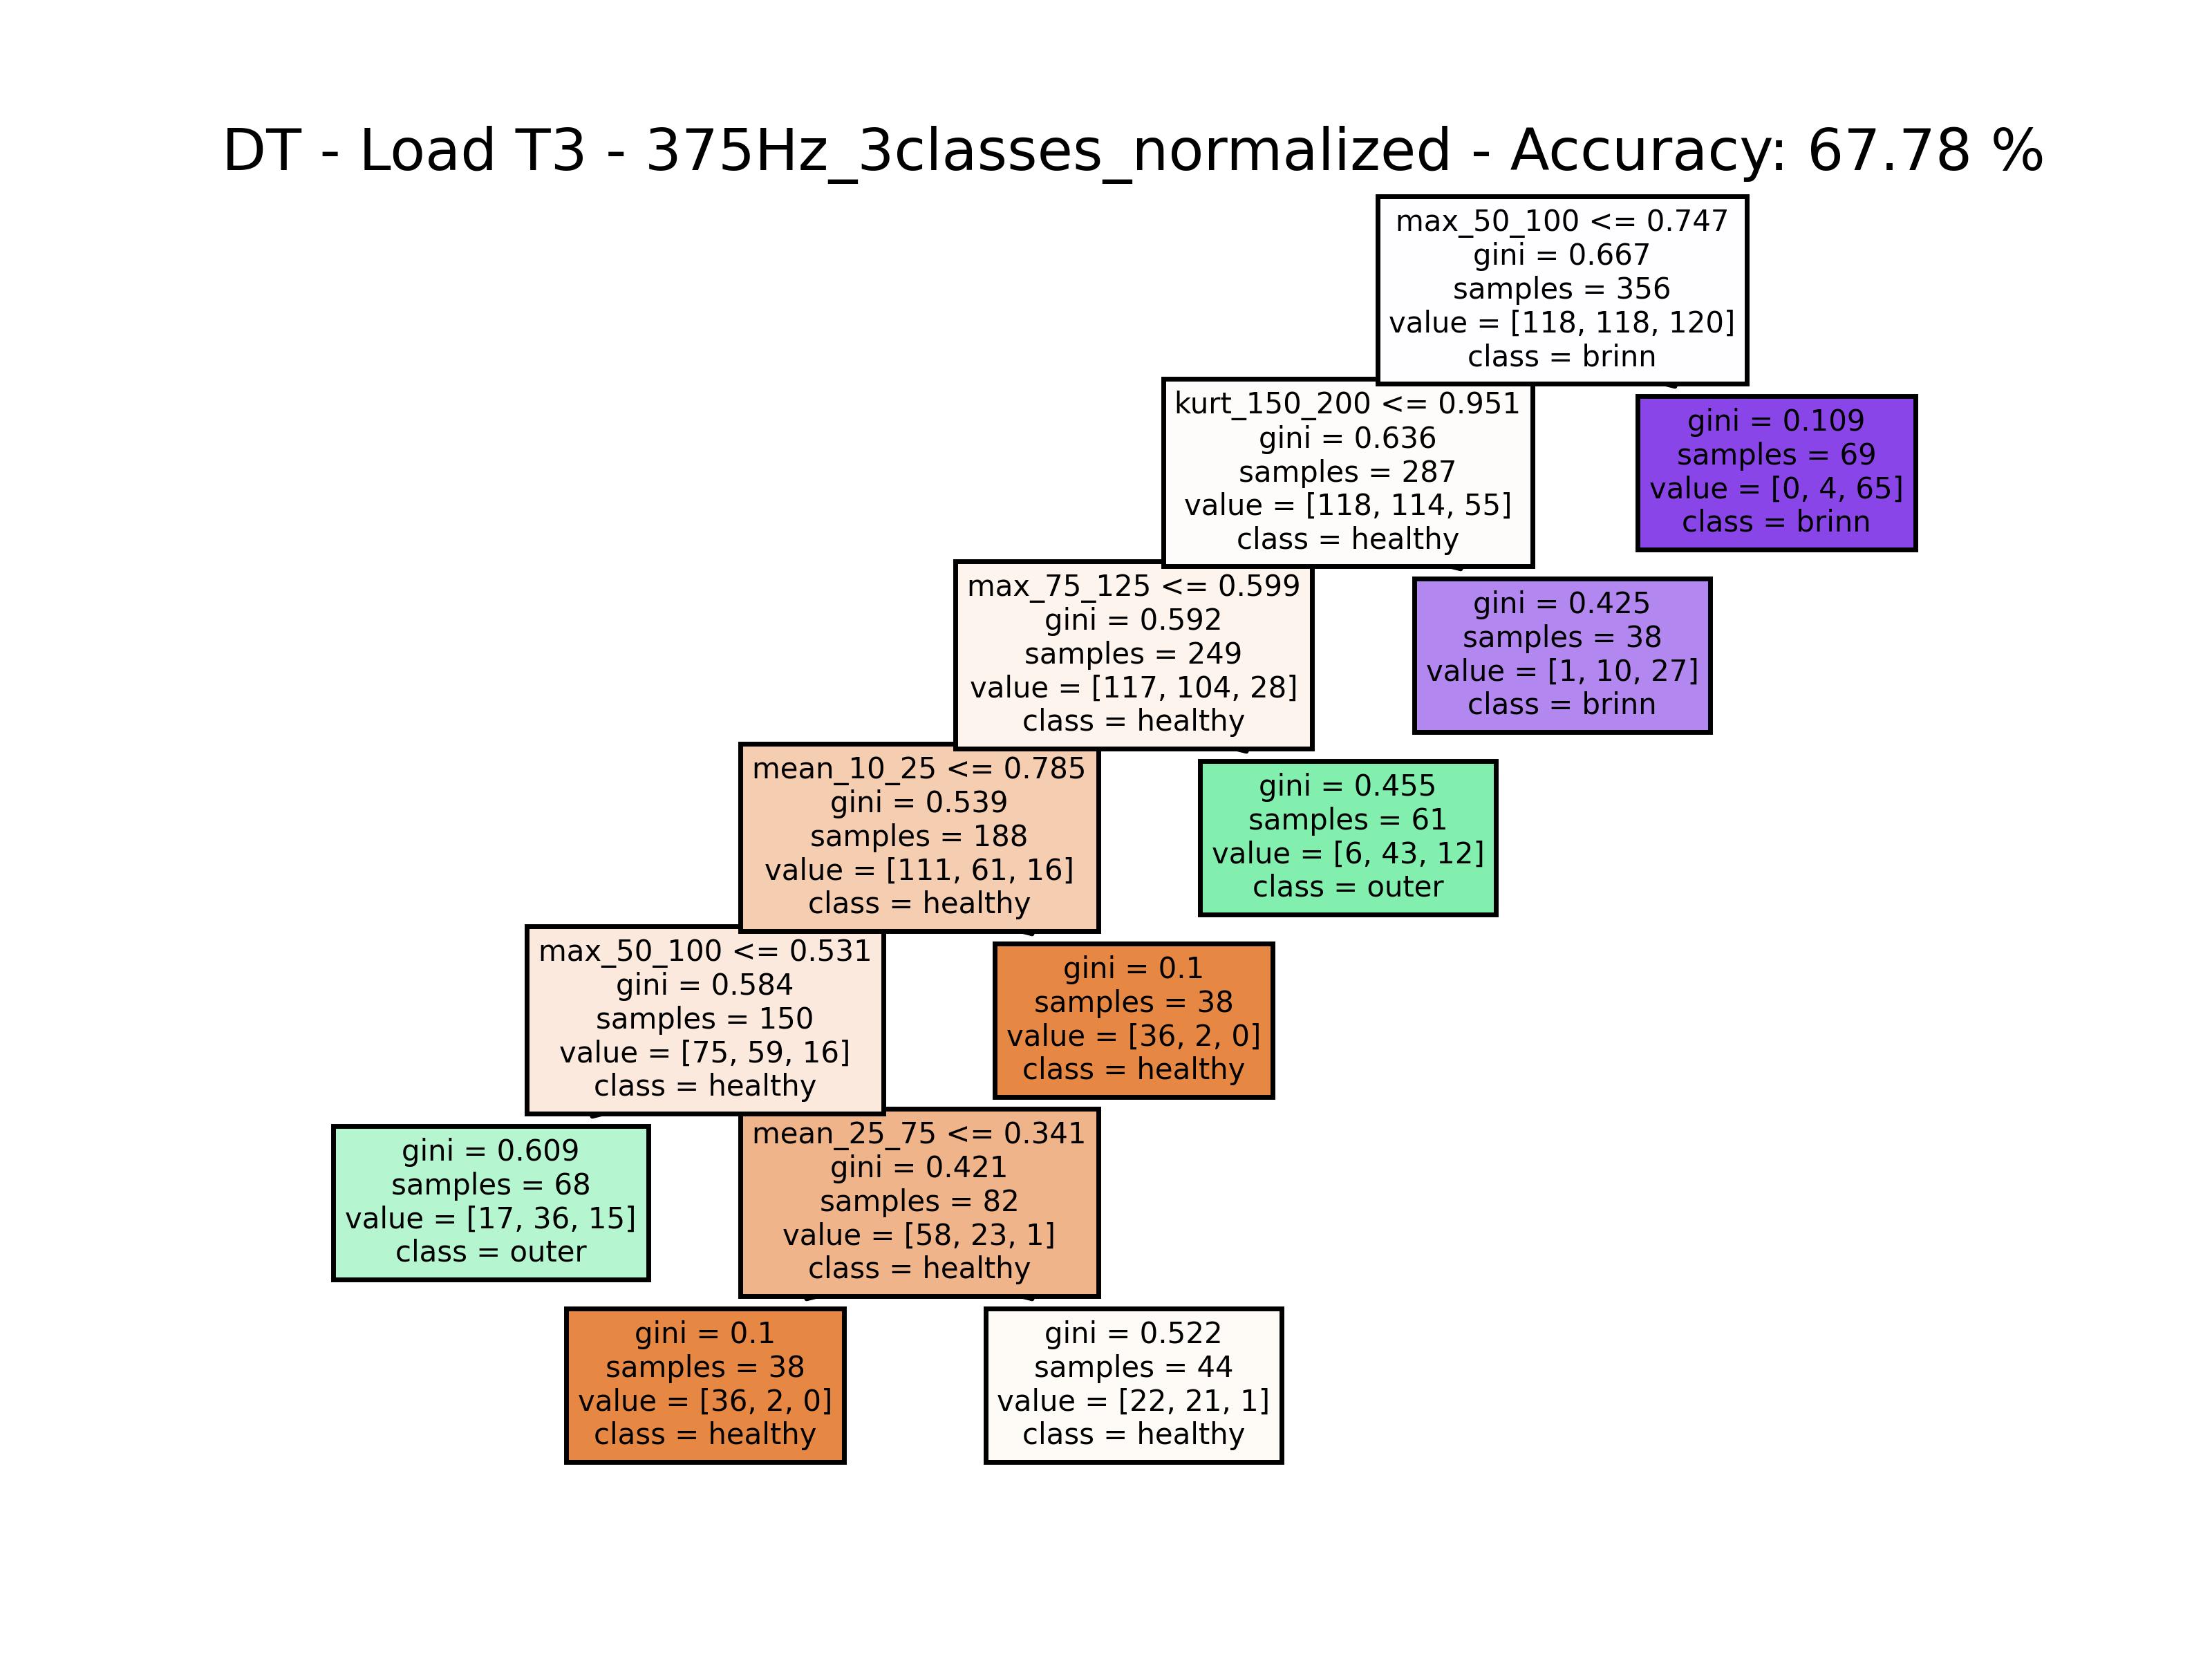 DT - Load T3 - 375Hz_3classes_normalized - Accuracy: 67.78 %
max_50_100 <= 0.747
gini = 0.667
samples = 356
value = [118, 118, 120]
class = brinn
kurt_150_200 <= 0.951
gini = 0.636
samples = 287
value = [118, 114, 55]
class = healthy
gini = 0.109
samples = 69
value = [0, 4, 65]
class = brinn
max_75_125 <= 0.599
gini = 0.592
samples = 249
value = [117, 104, 28]
class = healthy
gini = 0.425
samples = 38
value = [1, 10, 27]
class = brinn
mean_10_25 <= 0.785
gini = 0.539
samples = 188
value = [111, 61, 16]
class = healthy
gini = 0.455
samples = 61
value = [6, 43, 12]
class = outer
max_50_100 <= 0.531
gini = 0.584
samples = 150
value = [75, 59, 16]
class = healthy
gini = 0.1
samples = 38
value = [36, 2, 0]
class = healthy
gini = 0.609
samples = 68
value = [17, 36, 15]
class = outer
mean_25_75 <= 0.341
gini = 0.421
samples = 82
value = [58, 23, 1]
class = healthy
gini = 0.1
samples = 38
value = [36, 2, 0]
class = healthy
gini = 0.522
samples = 44
value = [22, 21, 1]
class = healthy